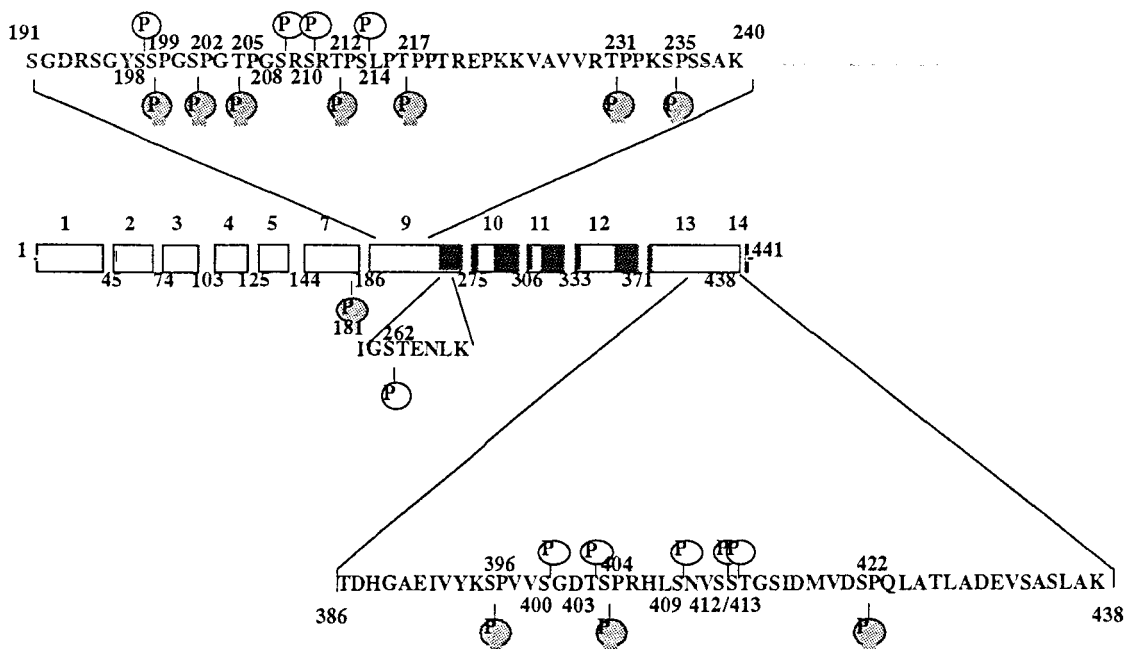 P P P P
191 199 202 205 212 217 231 235 240
SGDRSGYSSPGSPGTPGSRSRTPSLPTPPTREPKKVAVVRTPPKSPSSAK
198 208 210 214
P P P P P P P
1 2 3 4 5 7 9 10 11 12 13 14
1 441
45 74 103 125 144 186 275 306 333 371 438
P
181 262
IGSTENLK
P
P P P P P
396 404 422
TDHGAEIVYKSPVVSGDTSPRHLSNVSSTGSIDMVDSPQLATLADEVSASLAK
386 400 403 409 412/413 438
P P P